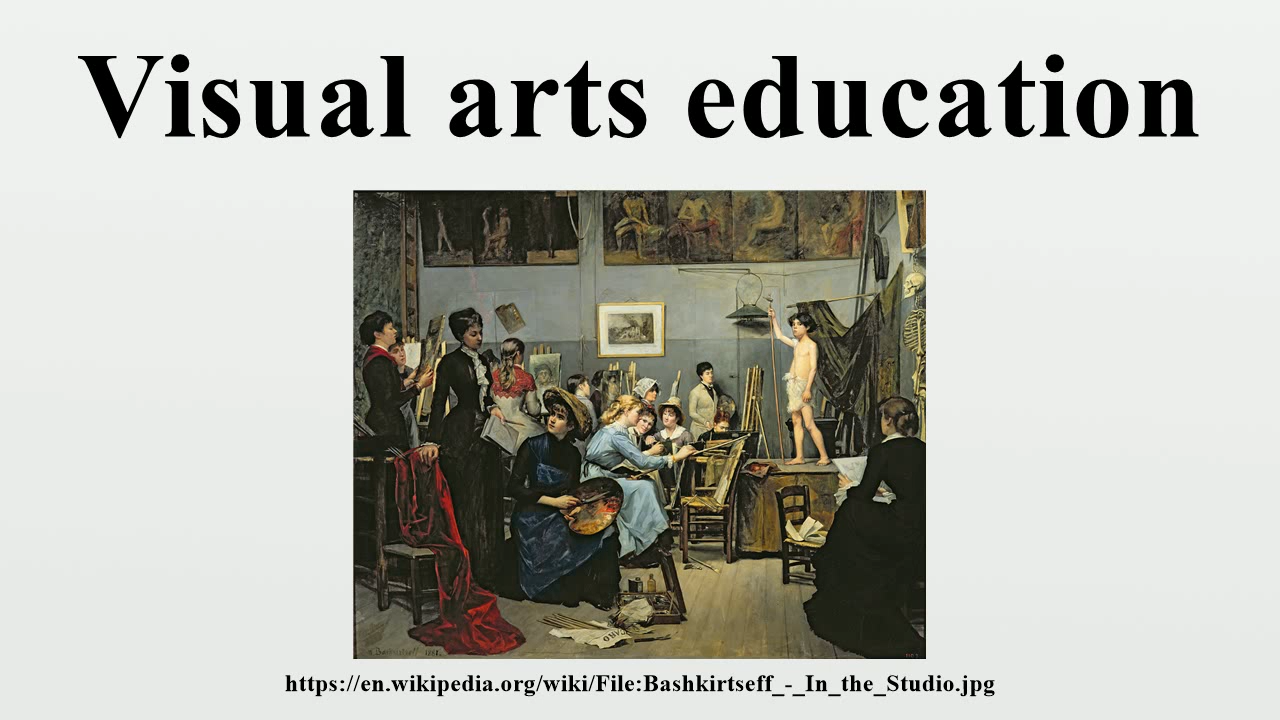 Visual arts education
https://en.wikipedia.org/wiki/File:Bashkirtseff_-_In_the_Studio.jpg